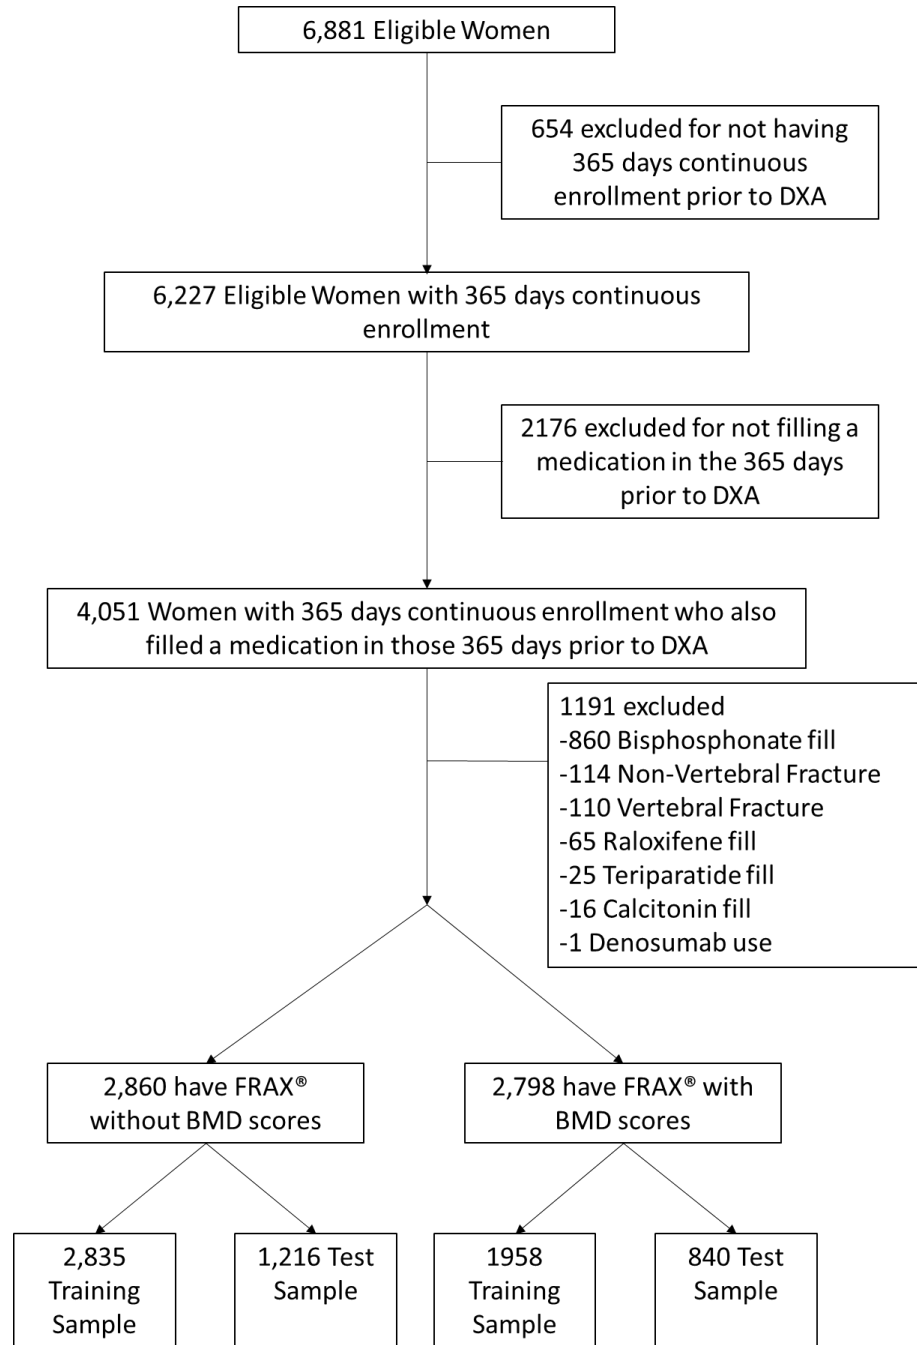 6,881 Eligible Women
654 excluded for not having
365 days continuous
enrollment prior to DXA
6,227 Eligible Women with 365 days continuous
enrollment
2176 excluded for not filling a
medication in the 365 days
prior to DXA
4,051 Women with 365 days continuous enrollment who also
filled a medication in those 365 days prior to DXA
1191 excluded
-860 Bisphosphonate fill
-114 Non-Vertebral Fracture
-110 Vertebral Fracture
-65 Raloxifene fill
-25 Teriparatide fill
-16 Calcitonin fill
-1 Denosumab use
2,860 have FRAX®
without BMD scores
2,798 have FRAX® with
BMD scores
2,835
Training
Sample
1,216 Test
Sample
1958
Training
Sample
840 Test
Sample